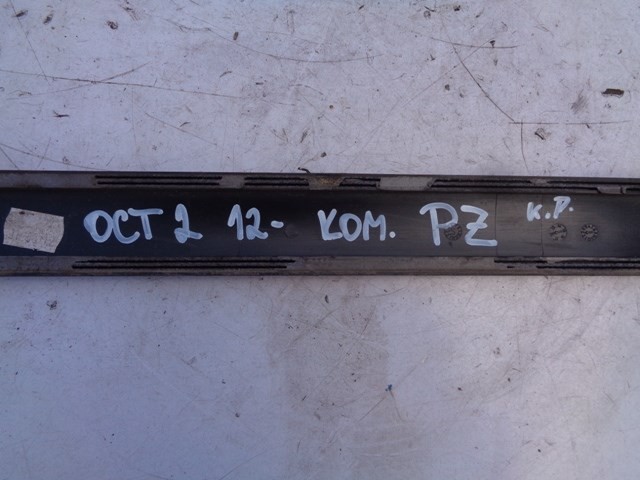 OCT 2 12- KOM. PZ K.P.